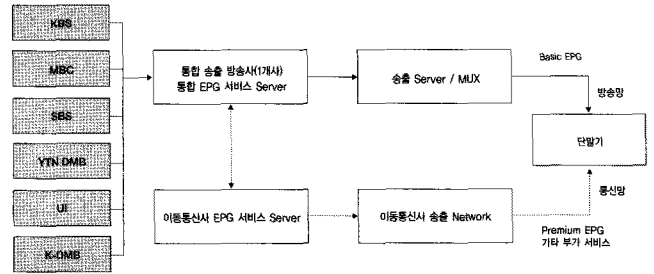 KBS
MBC
SBS
YTN DMB
UI
K-DMB
통합 송출 방송사(1개사)
통합 EPG 서비스 Server
송출 Server / MUX
Basic EPG
방송망
단말기
이동통신사 EPG 서비스 Server
이동통신사 송출 Network
통신망
Premium EPG
기타 부가 서비스